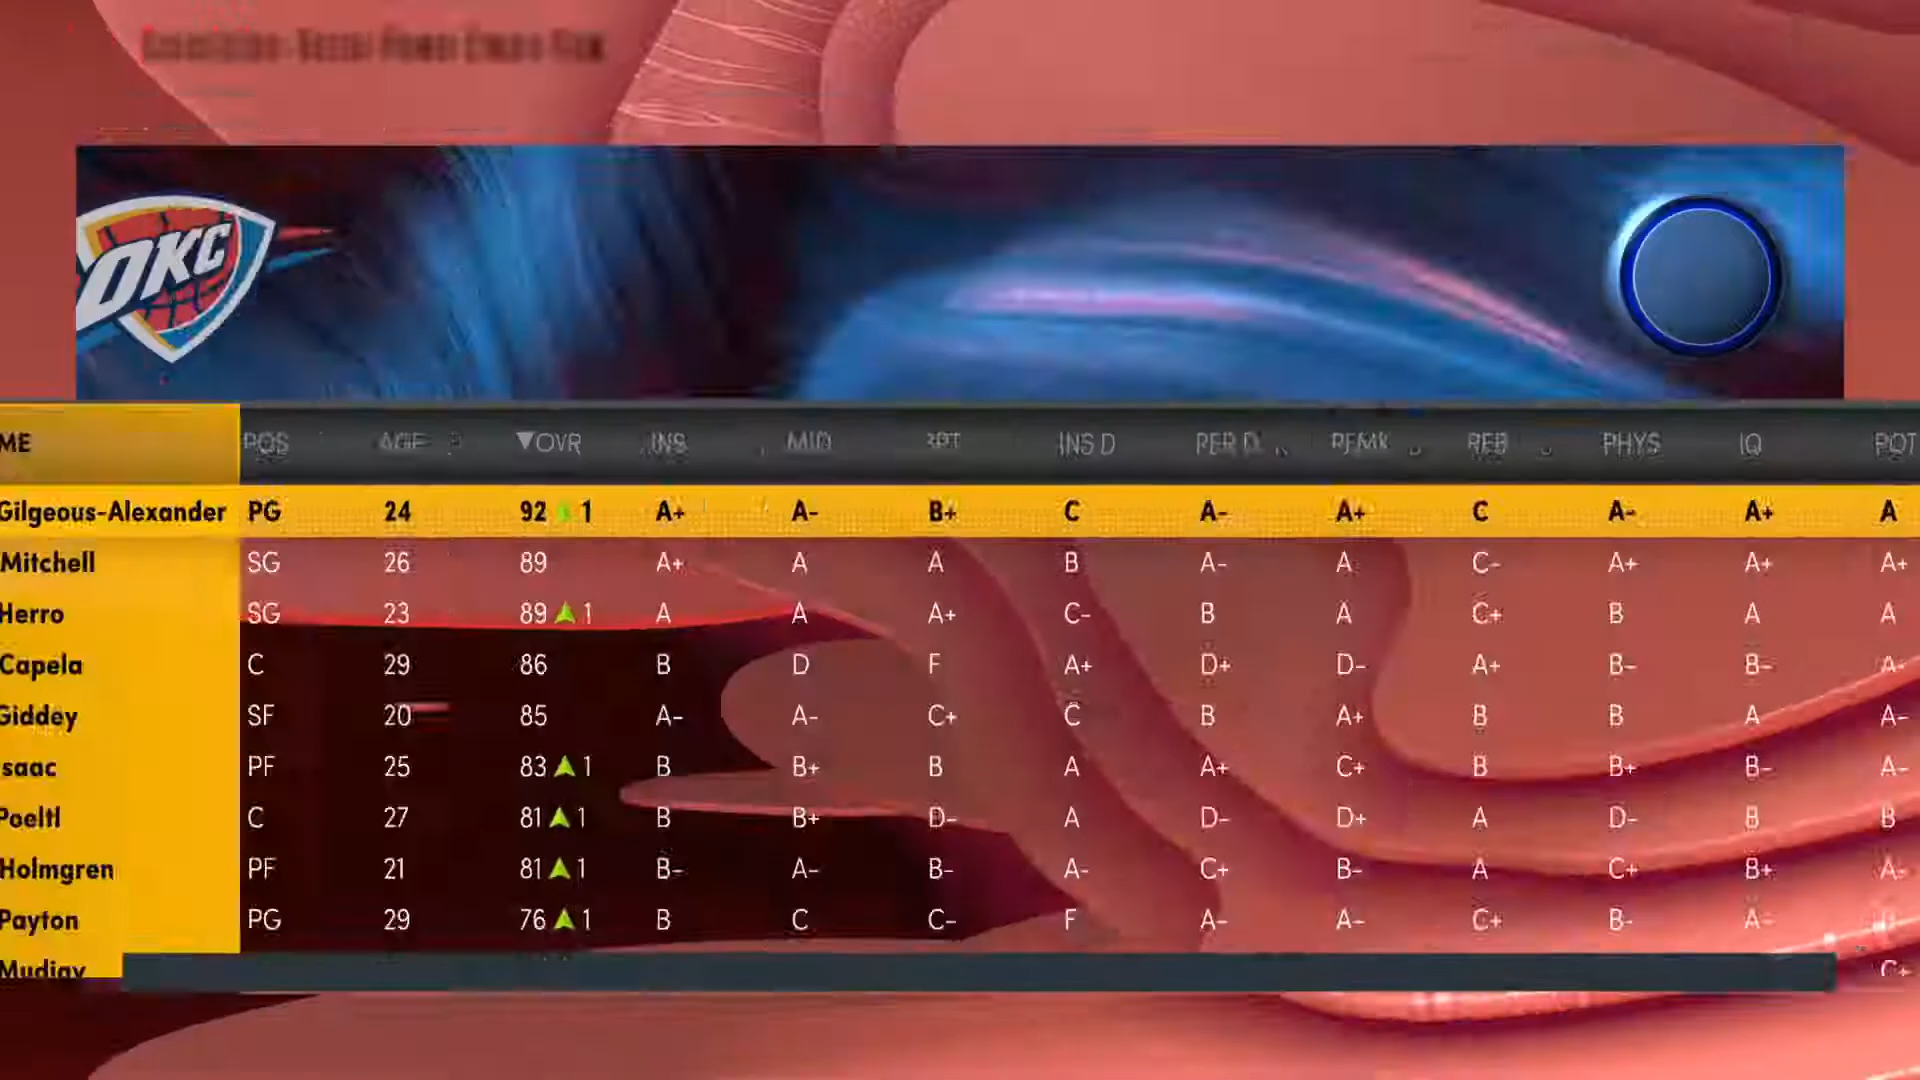 OKC
ME POS AGE ▼OVR INS MID 3PT INS D PER D PLMK REB PHYS IQ POT
Gilgeous-Alexander PG 24 92 ▲ 1 A+ A- B+ C A- A+ C A- A+ A
Mitchell SG 26 89 A+ A A B A- A C- A+ A+ A+
Herro SG 23 89 ▲ 1 A A A+ C- B A C+ B A A
Capela C 29 86 B D F A+ D+ D- A+ B- B- A-
Giddey SF 20 85 A- A- C+ C B A+ B B A A-
saac PF 25 83 ▲ 1 B B+ B A A+ C+ B B+ B- A-
Poeltl C 27 81 ▲ 1 B B+ D- A D- D+ A D- B B
Holmgren PF 21 81 ▲ 1 B- A- B- A- C+ B- A C+ B+ A-
Payton PG 29 76 ▲ 1 B C C- F A- A- C+ B- A-
Mudiay C+